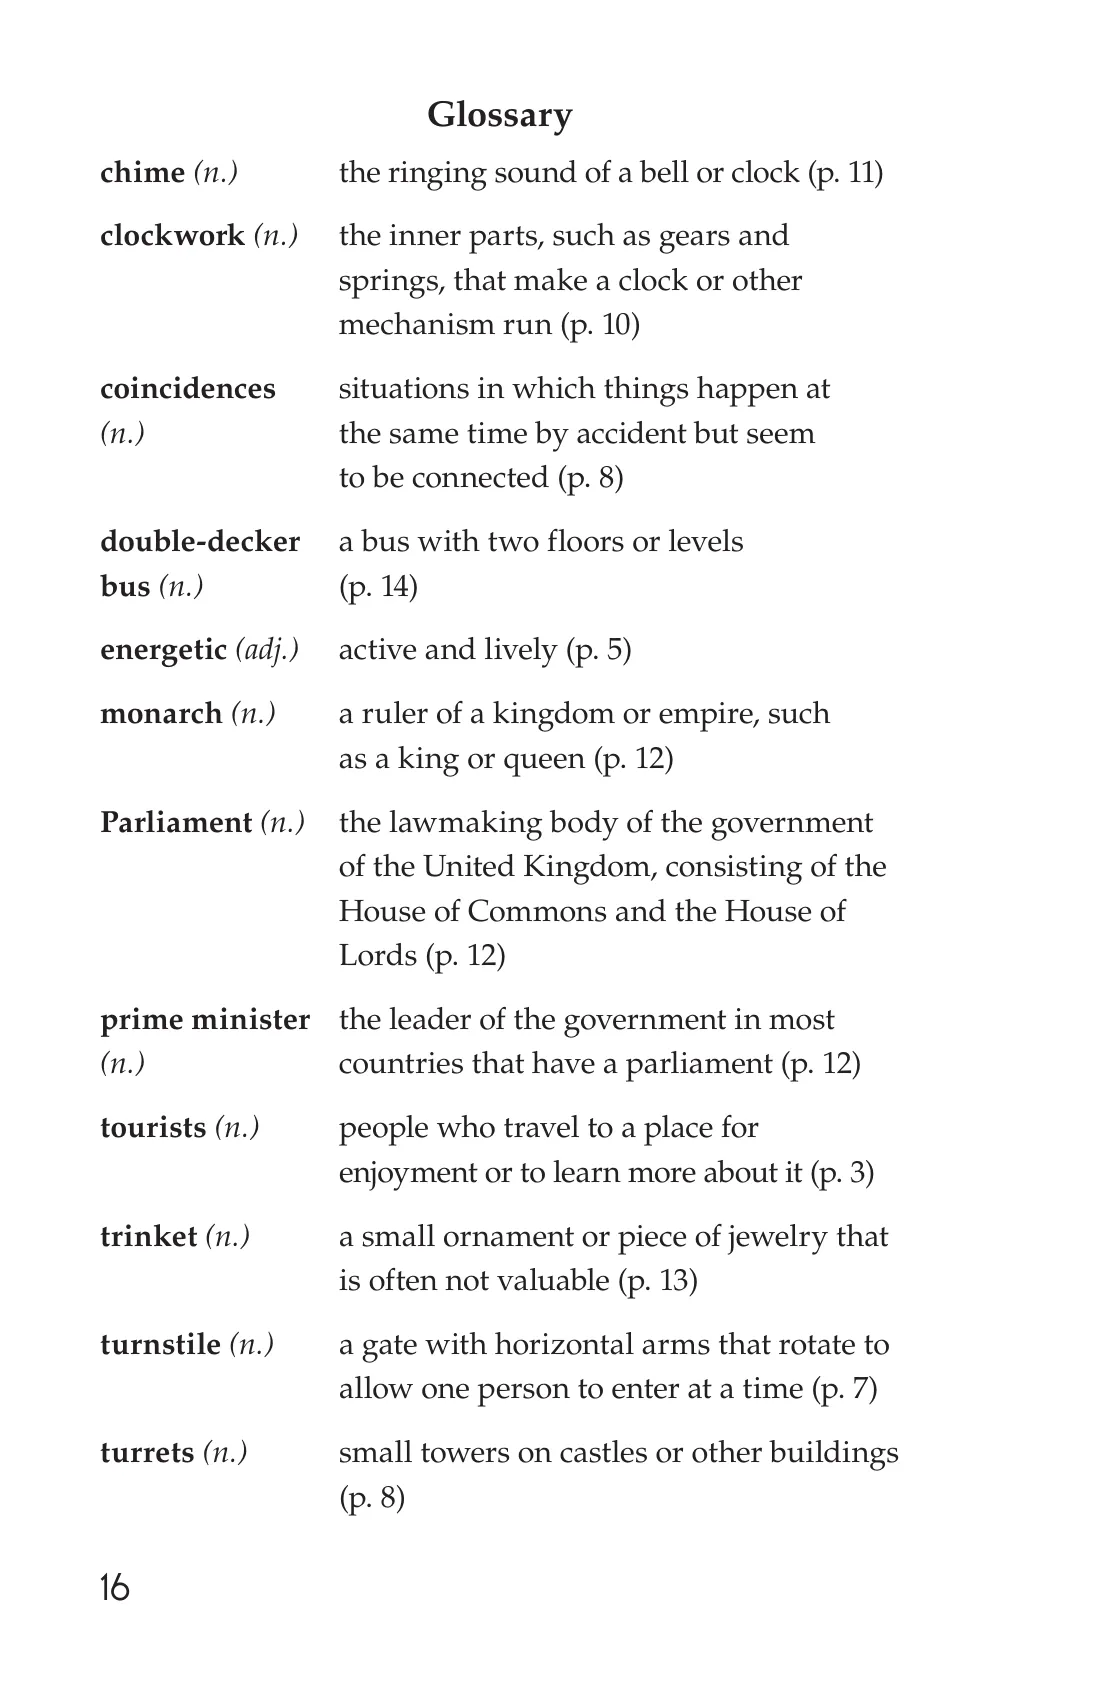 Glossary
chime (n.) the ringing sound of a bell or clock (p. 11)
clockwork (n.) the inner parts, such as gears and
springs, that make a clock or other
mechanism run (p. 10)
coincidences situations in which things happen at
(n.) the same time by accident but seem
to be connected (p. 8)
double-decker a bus with two floors or levels
bus (n.) (p. 14)
energetic (adj.) active and lively (p. 5)
monarch (n.) a ruler of a kingdom or empire, such
as a king or queen (p. 12)
Parliament (n.) the lawmaking body of the government
of the United Kingdom, consisting of the
House of Commons and the House of
Lords (p. 12)
prime minister the leader of the government in most
(n.) countries that have a parliament (p. 12)
tourists (n.) people who travel to a place for
enjoyment or to learn more about it (p. 3)
trinket (n.) a small ornament or piece of jewelry that
is often not valuable (p. 13)
turnstile (n.) a gate with horizontal arms that rotate to
allow one person to enter at a time (p. 7)
turrets (n.) small towers on castles or other buildings
(p. 8)
16